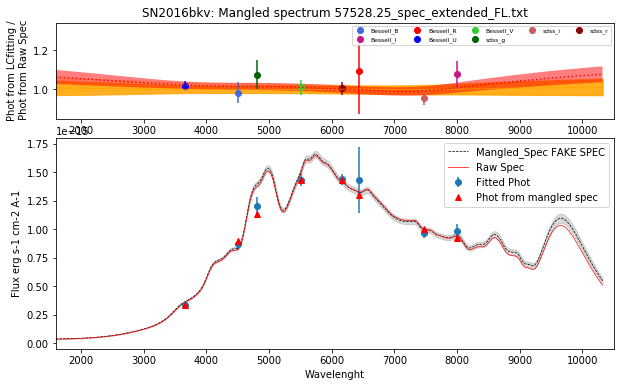 SN2016bkv: Mangled spectrum 57528.25_spec_extended_FL.txt
Phot from LCfitting /
Phot from Raw Spec
1.2
1.0
Bessell_B
Bessell_I
Bessell_R
Bessell_U
Bessell_V
sdss_g
sdss_i
sdss_r
2000 3000 4000 5000 6000 7000 8000 9000 10000
Flux erg s-1 cm-2 A-1
1.75
1.50
1.25
1.00
0.75
0.50
0.25
0.00
Mangled_Spec FAKE SPEC
Raw Spec
Fitted Phot
Phot from mangled spec
2000 3000 4000 5000 6000 7000 8000 9000 10000
Wavelenght